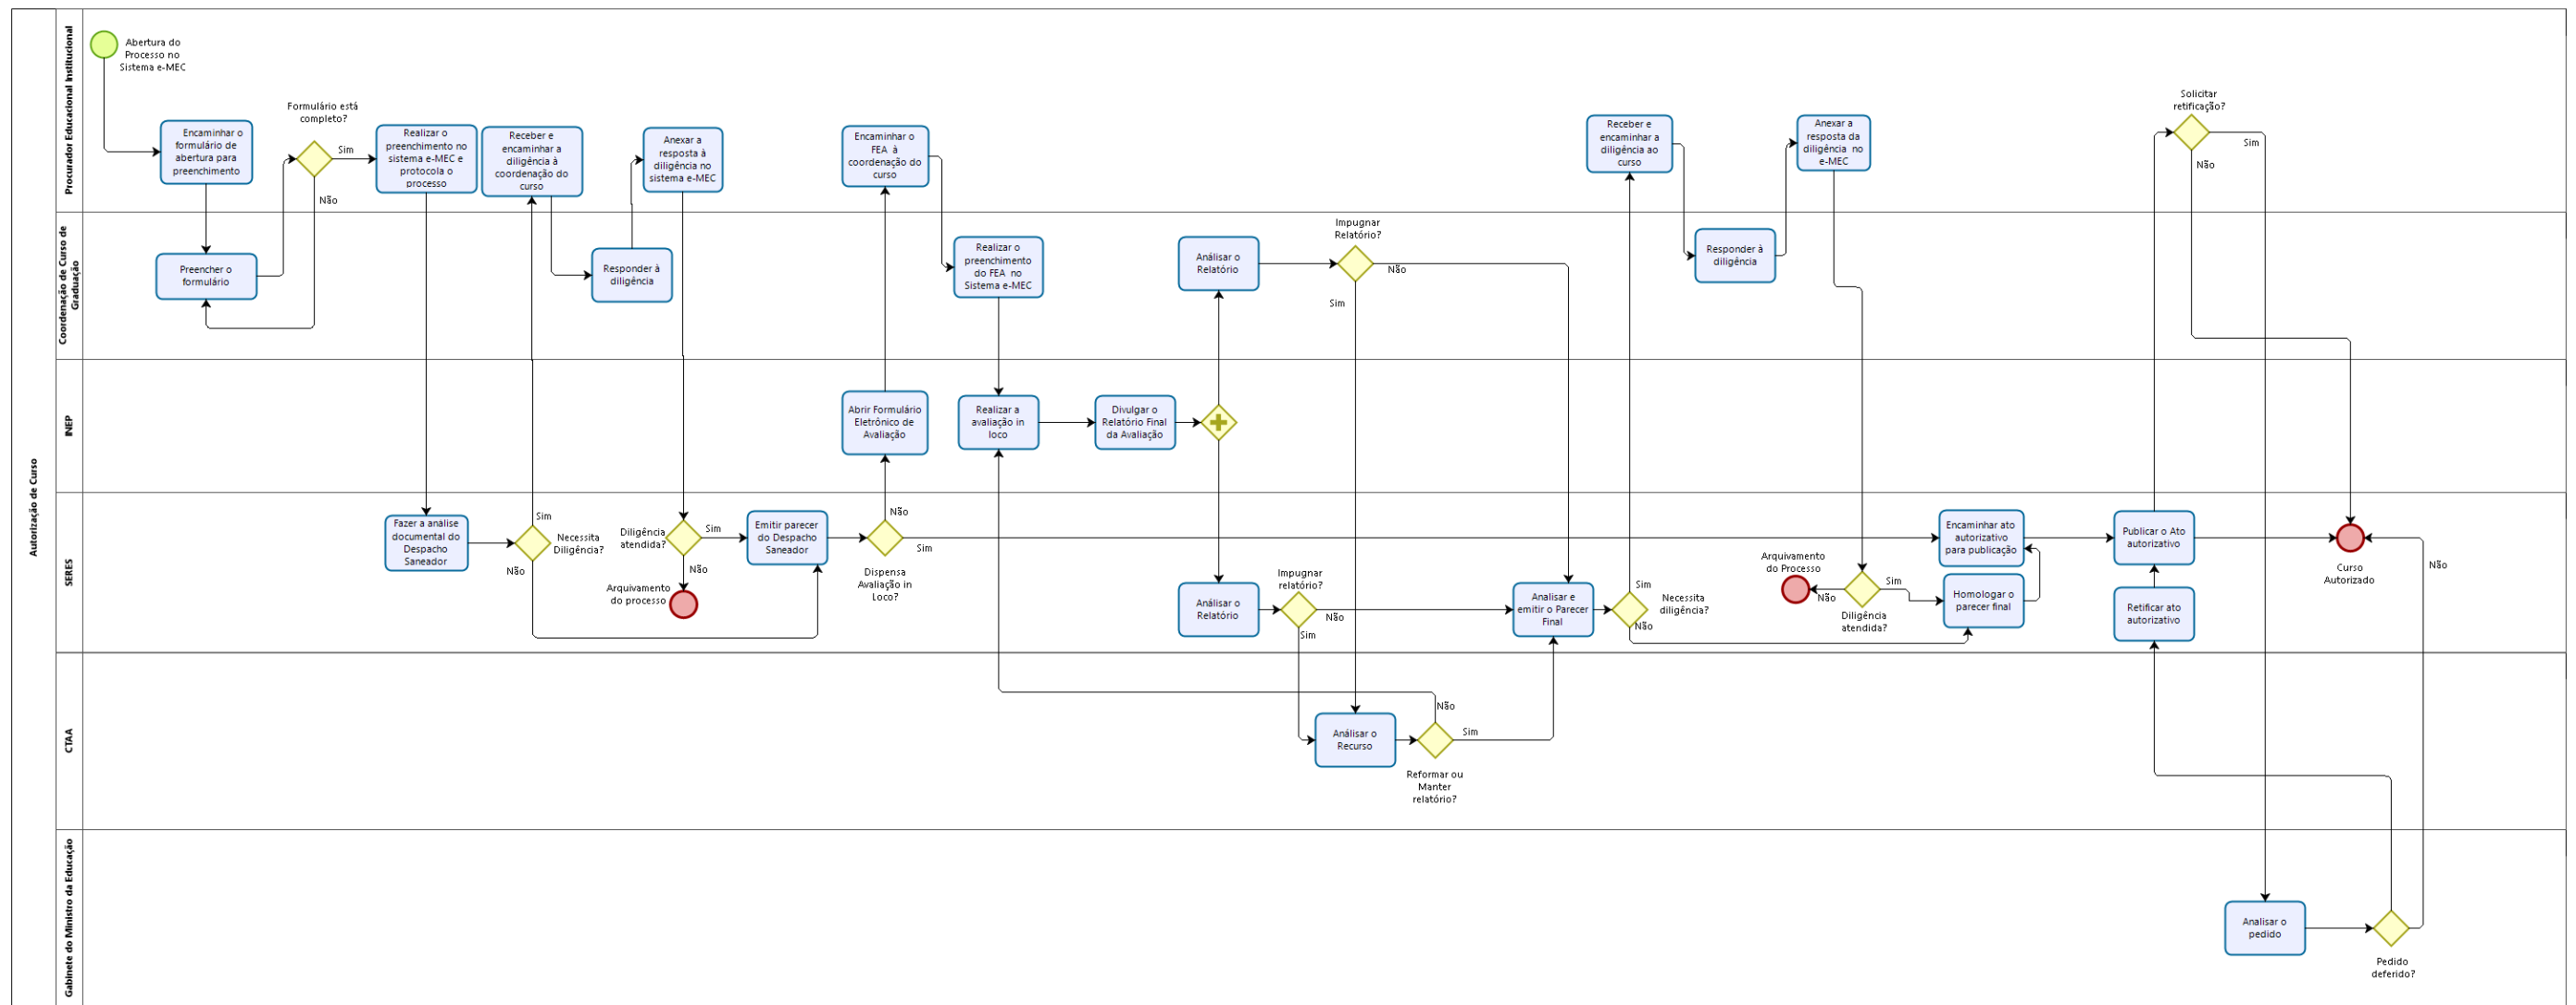 Autorização de Curso
Procurador Educacional Institucional
Abertura do
Processo no
Sistema e-MEC
Encaminhar o
formulário de
abertura para
preenchimento
Formulário está
completo?
Sim
Não
Realizar o
preenchimento no
sistema e-MEC e
protocola o
processo
Receber e
encaminhar a
diligência à
coordenação do
curso
Anexar a
resposta à
diligência no
sistema e-MEC
Encaminhar o
FEA à
coordenação do
curso
Receber e
encaminhar a
diligência ao
curso
Anexar a
resposta da
diligência no
e-MEC
Solicitar
retificação?
Sim
Não
Coordenação de Curso de
Graduação
Preencher o
formulário
Responder à
diligência
Realizar o
preenchimento
do FEA no
Sistema e-MEC
Análisar o
Relatório
Impugnar
Relatório?
Não
Sim
Responder à
diligência
INEP
Abrir Formulário
Eletrônico de
Avaliação
Realizar a
avaliação in
loco
Divulgar o
Relatório Final
da Avaliação
SERES
Fazer a análise
documental do
Despacho
Saneador
Sim
Necessita
Diligência?
Não
Diligência
atendida?
Sim
Não
Arquivamento
do processo
Emitir parecer
do Despacho
Saneador
Não
Sim
Dispensa
Avaliação in
Loco?
Análisar o
Relatório
Impugnar
relatório?
Não
Sim
Analisar e
emitir o Parecer
Final
Sim
Necessita
diligência?
Não
Arquivamento
do Processo
Não
Sim
Diligência
atendida?
Encaminhar ato
autorizativo
para publicação
Homologar o
parecer final
Publicar o Ato
autorizativo
Retificar ato
autorizativo
Curso
Autorizado
Não
CTAA
Análisar o
Recurso
Não
Sim
Reformar ou
Manter
relatório?
Gabinete do Ministro da Educação
Analisar o
pedido
Pedido
deferido?